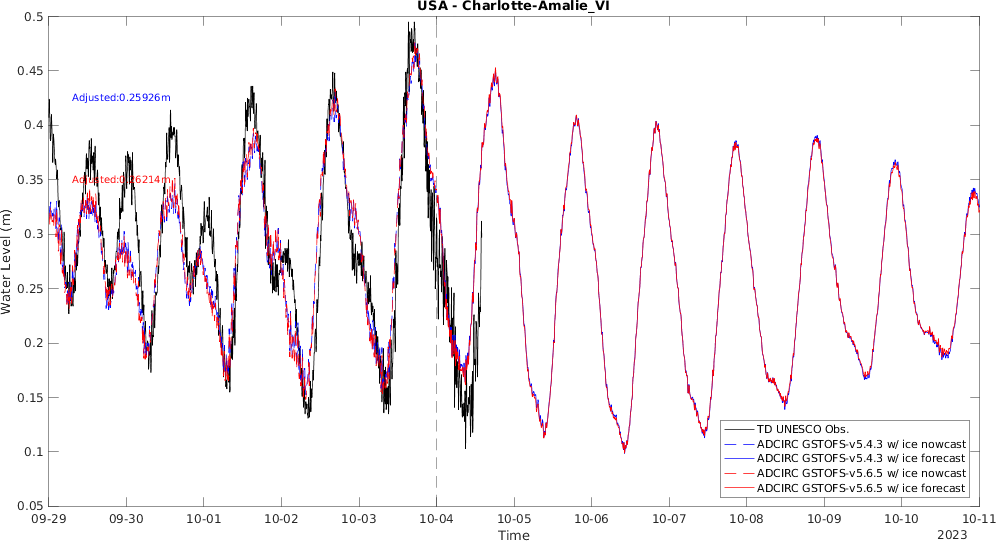 USA - Charlotte-Amalie_VI
0.5
0.45
0.4
0.35
0.3
0.25
0.2
0.15
0.1
0.05
Water Level (m)
Adjusted:0.25926m
Adjusted:0.26214m
TD UNESCO Obs.
ADCIRC GSTOFS-v5.4.3 w/ ice nowcast
ADCIRC GSTOFS-v5.4.3 w/ ice forecast
ADCIRC GSTOFS-v5.6.5 w/ ice nowcast
ADCIRC GSTOFS-v5.6.5 w/ ice forecast
09-29 09-30 10-01 10-02 10-03 10-04 10-05 10-06 10-07 10-08 10-09 10-10 10-11
Time
2023